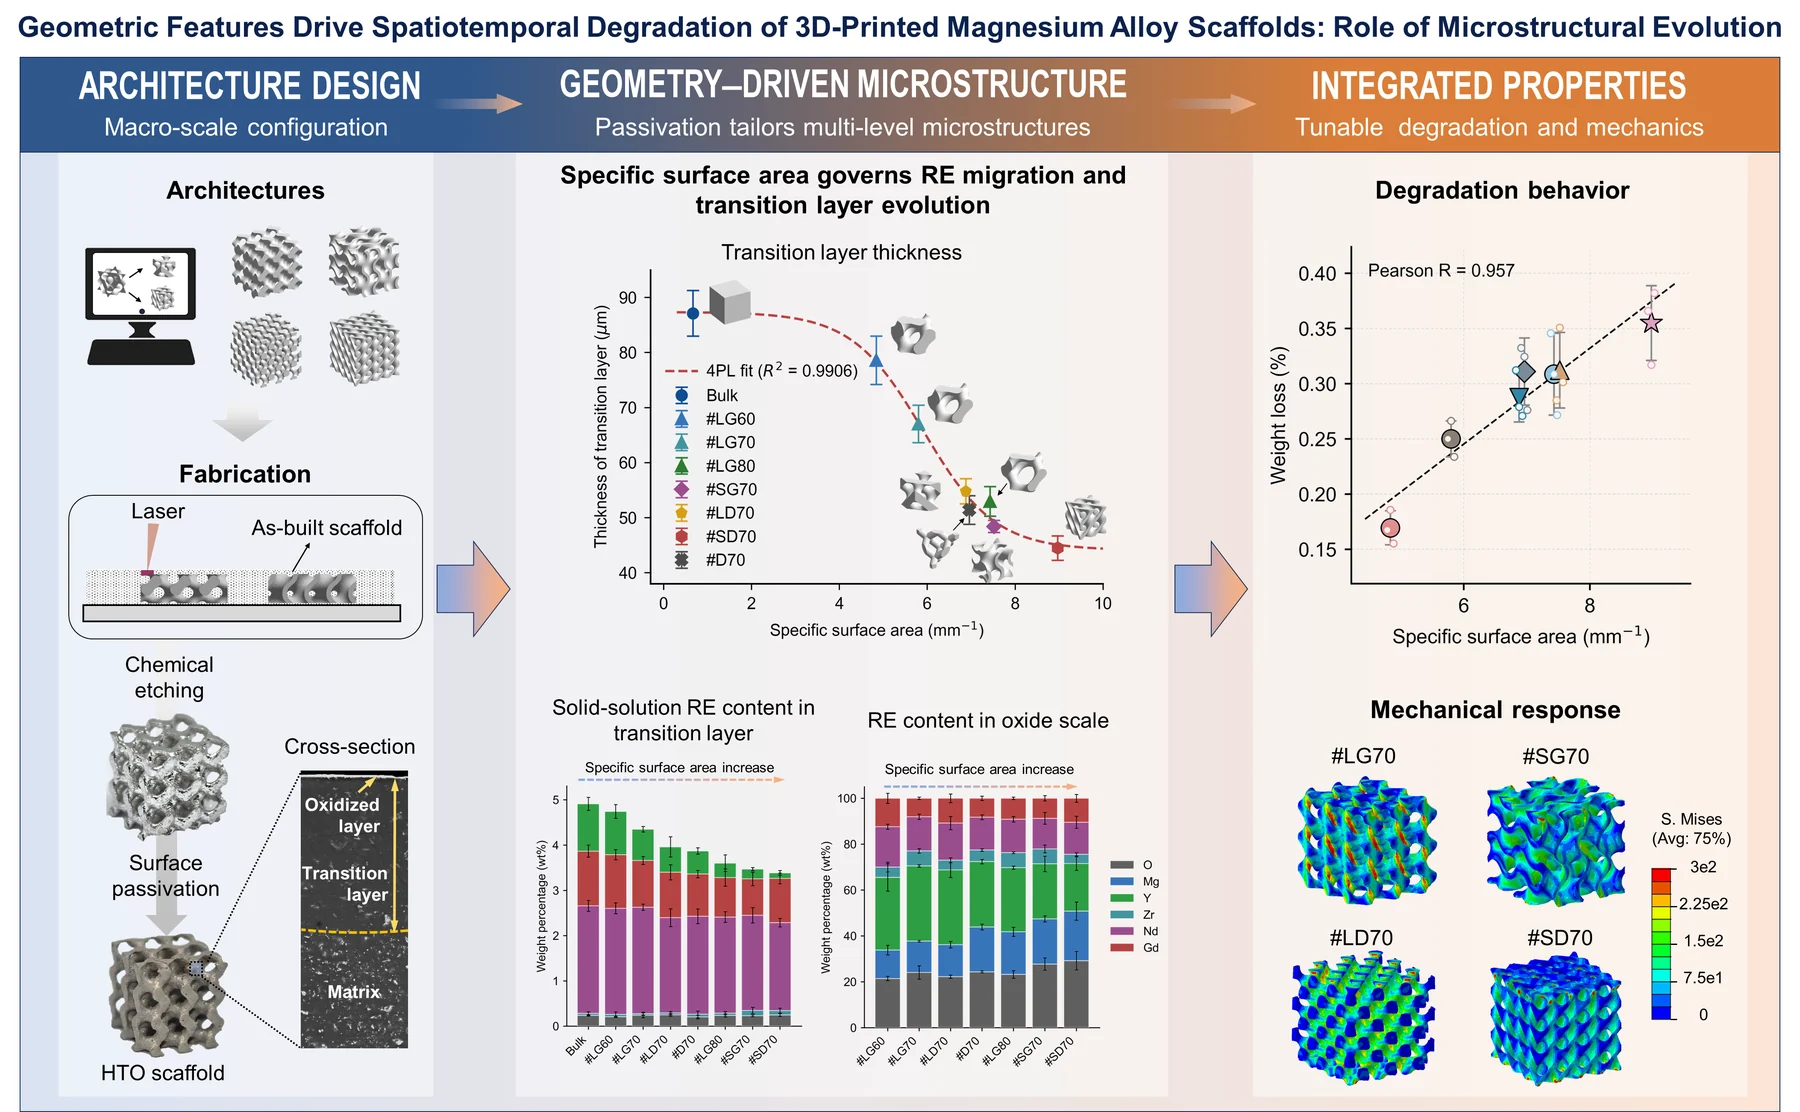 Geometric Features Drive Spatiotemporal Degradation of 3D-Printed Magnesium Alloy Scaffolds: Role of Microstructural Evolution
ARCHITECTURE DESIGN
Macro-scale configuration
GEOMETRY–DRIVEN MICROSTRUCTURE
Passivation tailors multi-level microstructures
INTEGRATED PROPERTIES
Tunable degradation and mechanics
Architectures
Fabrication
Laser
As-built scaffold
Chemical
etching
Surface
passivation
HTO scaffold
Cross-section
Oxidized
layer
Transition
layer
Matrix
Specific surface area governs RE migration and
transition layer evolution
Transition layer thickness
Thickness of transition layer (μm)
90
80
70
60
50
40
4PL fit (R² = 0.9906)
Bulk
#LG60
#LG70
#LG80
#SG70
#LD70
#SD70
#D70
0 2 4 6 8 10
Specific surface area (mm⁻¹)
Solid-solution RE content in
transition layer
Specific surface area increase
Weight percentage (wt%)
5
4
3
2
1
0
Bulk #LG60 #LG70 #LD70 #D70 #LG80 #SG70 #SD70
RE content in oxide scale
Specific surface area increase
Weight percentage (wt%)
100
80
60
40
20
0
#LG60 #LG70 #LD70 #D70 #LG80 #SG70 #SD70
O
Mg
Y
Zr
Nd
Gd
Degradation behavior
Pearson R = 0.957
Weight loss (%)
0.40
0.35
0.30
0.25
0.20
0.15
6 8
Specific surface area (mm⁻¹)
Mechanical response
#LG70
#SG70
#LD70
#SD70
S. Mises
(Avg: 75%)
3e2
2.25e2
1.5e2
7.5e1
0